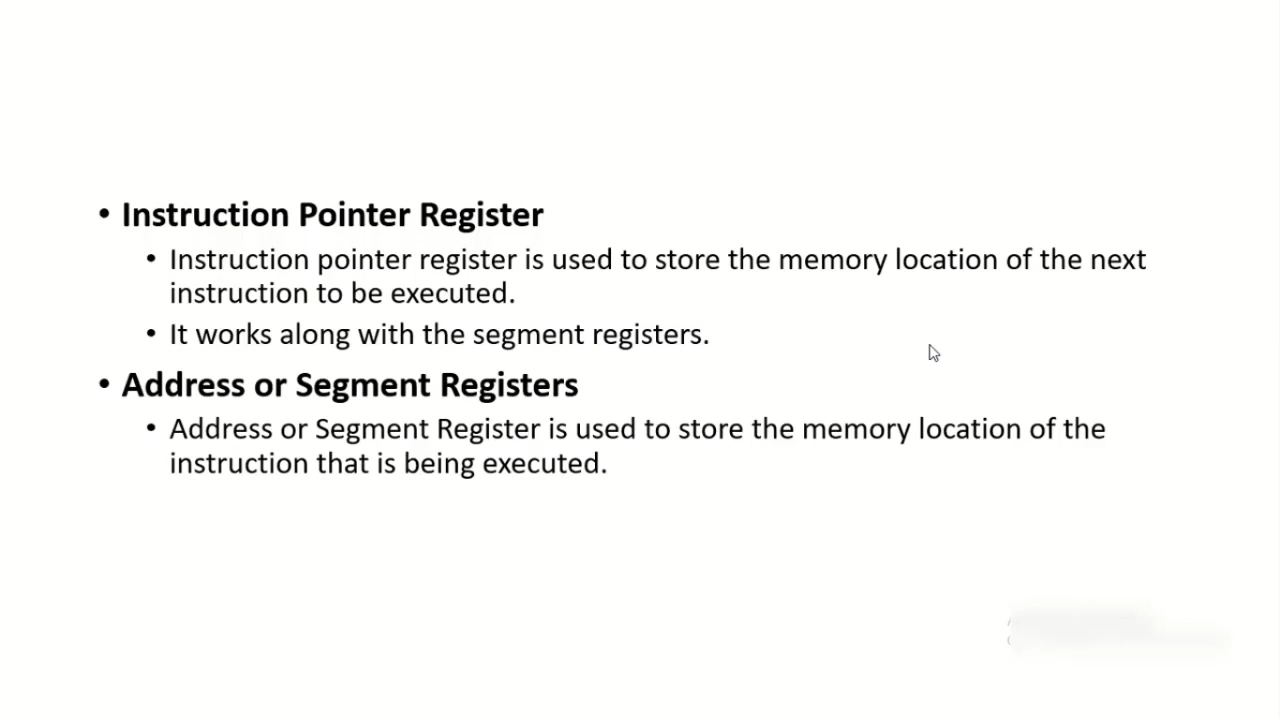 • Instruction Pointer Register
• Instruction pointer register is used to store the memory location of the next
instruction to be executed.
• It works along with the segment registers.
• Address or Segment Registers
• Address or Segment Register is used to store the memory location of the
instruction that is being executed.